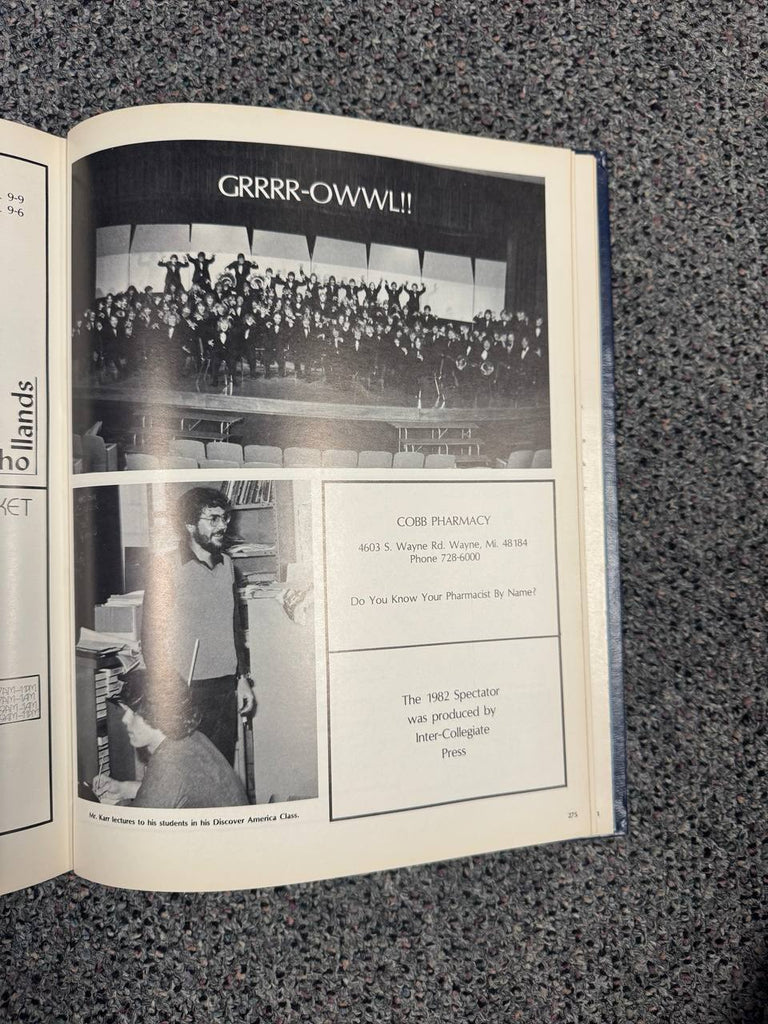 . 9-9
. 9-6
hollands
KET
GRRRR-OWWL!!
COBB PHARMACY
4603 S. Wayne Rd. Wayne, Mi. 48184
Phone 728-6000
Do You Know Your Pharmacist By Name?
The 1982 Spectator
was produced by
Inter-Collegiate
Press
Mr. Karr lectures to his students in his Discover America Class.
275